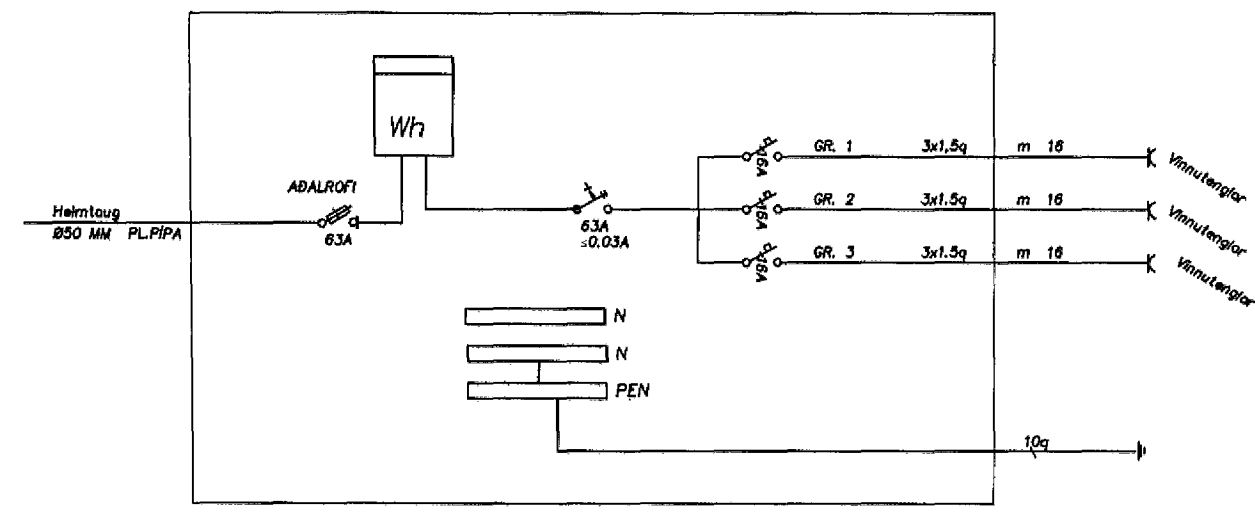 Wh
AÐALROFI
63A
Heimtaug
Ø50 MM PL.PÍPA
63A
≤0.03A
16A
GR. 1 3x1,5q m 16 Vinnutenglar
16A
GR. 2 3x1.5q m 16 Vinnutenglar
16A
GR. 3 3x1.5q m 16 Vinnutenglar
N
N
PEN
10q